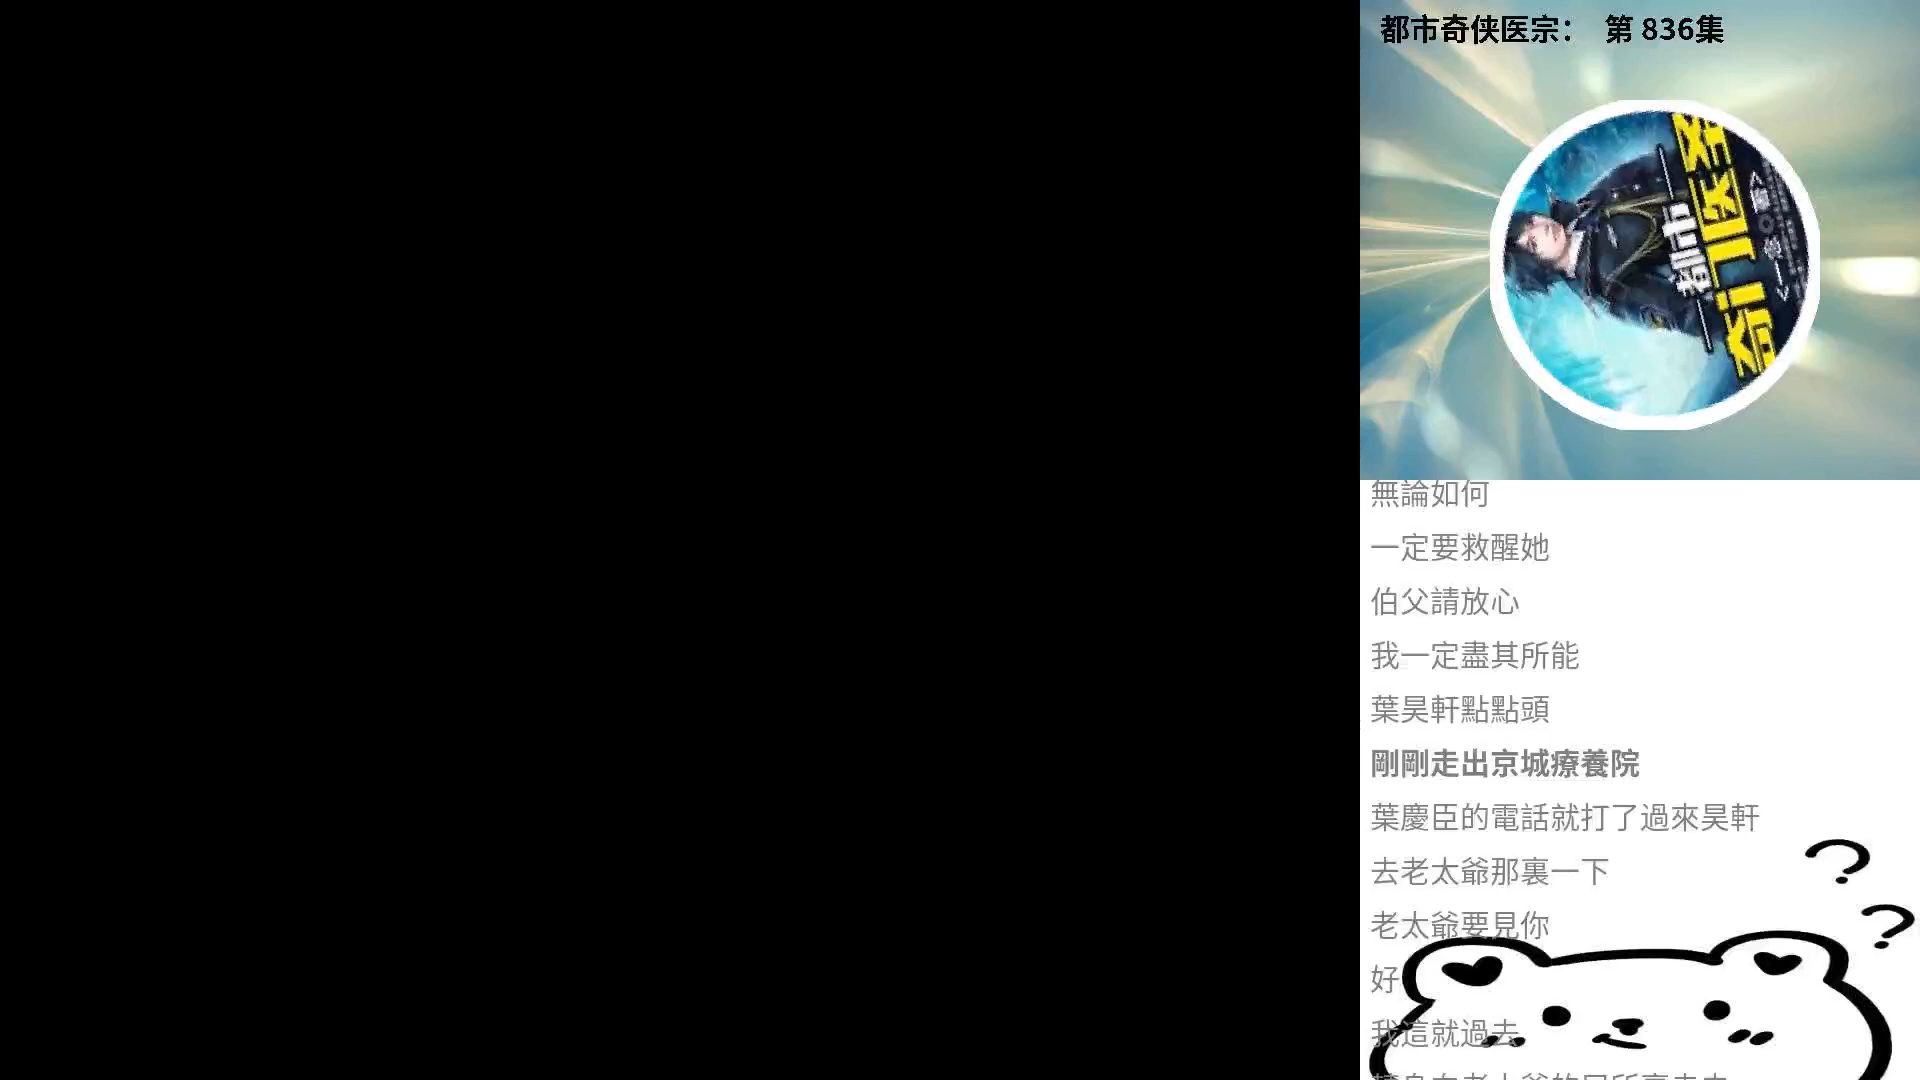 都市奇侠医宗： 第 836集
都市
奇门医圣
無論如何
一定要救醒她
伯父請放心
我一定盡其所能
葉昊軒點點頭
剛剛走出京城療養院
葉慶臣的電話就打了過來昊軒
去老太爺那裏一下
老太爺要見你
好
我這就過去